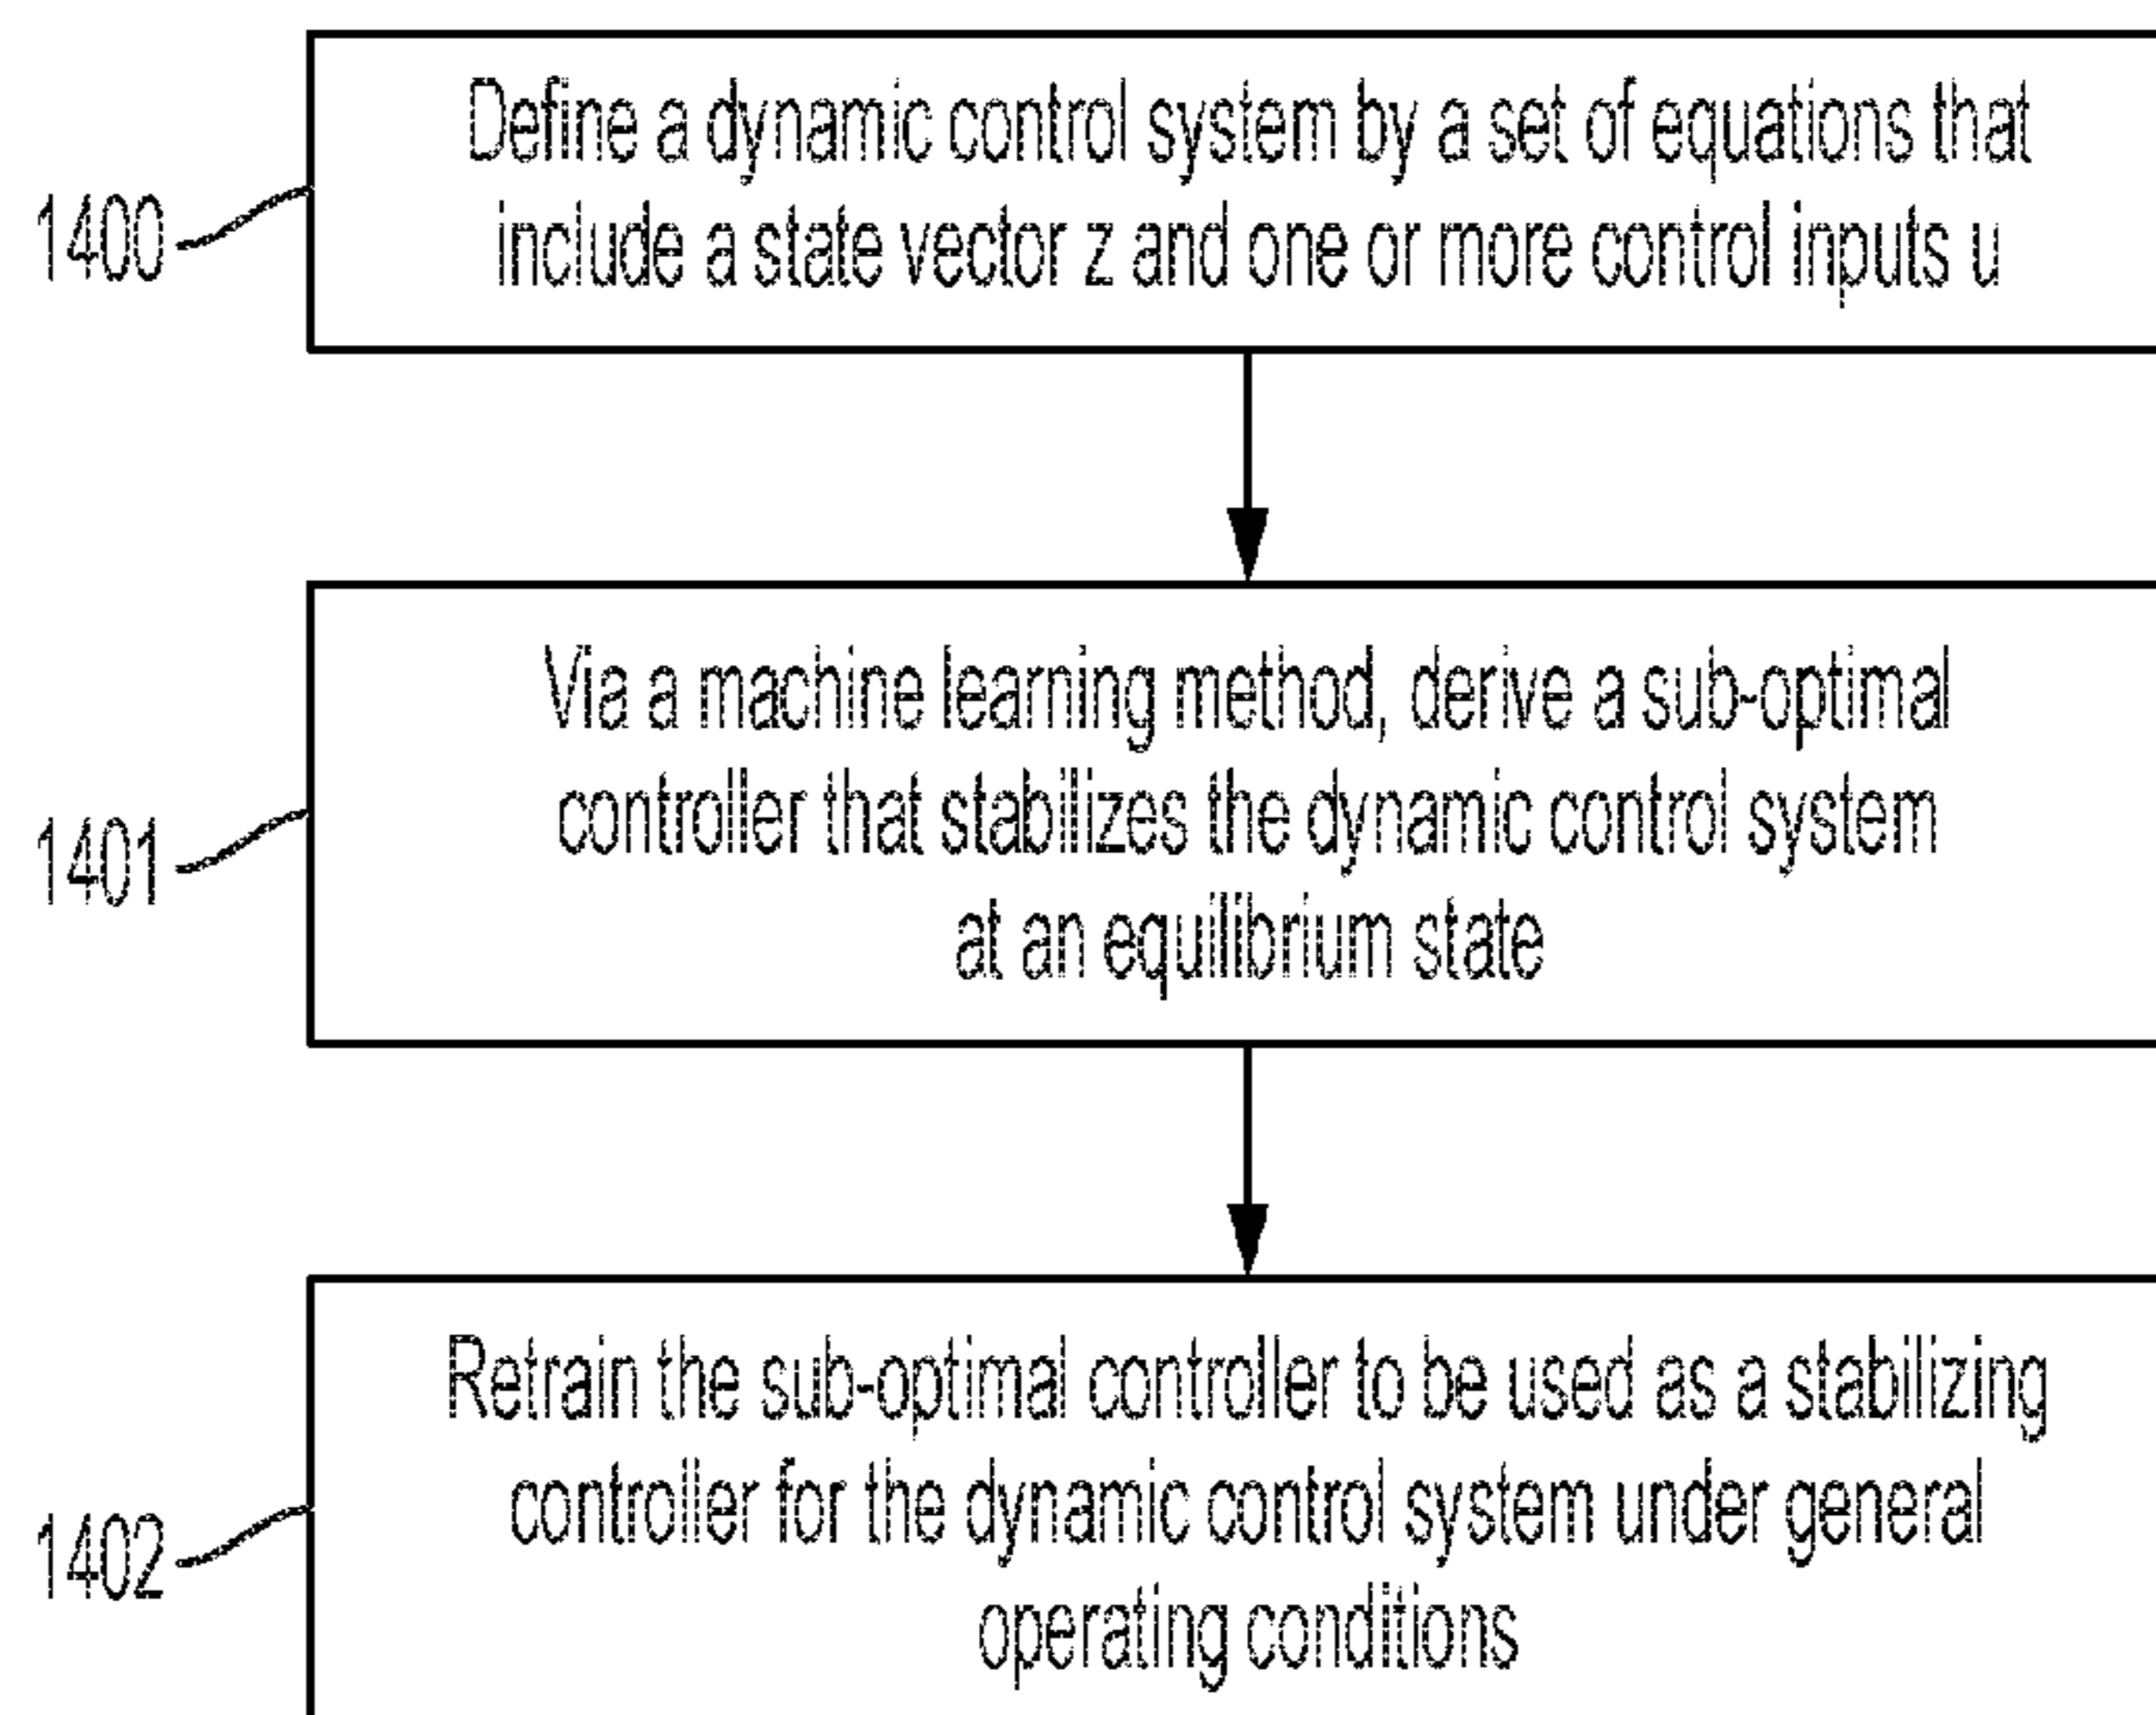 Define a dynamic control system by a set of equations that
include a state vector z and one or more control inputs u
1400
Via a machine learning method, derive a sub-optimal
controller that stabilizes the dynamic control system
at an equilibrium state
1401
Retrain the sub-optimal controller to be used as a stabilizing
controller for the dynamic control system under general
operating conditions
1402